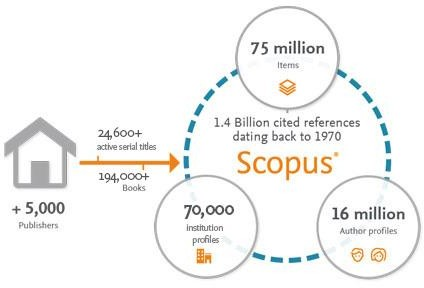 75 million
Items
1.4 Billion cited references
dating back to 1970
Scopus®
24,600+
active serial titles
194,000+
Books
+ 5,000
Publishers
70,000
institution
profiles
16 million
Author profiles